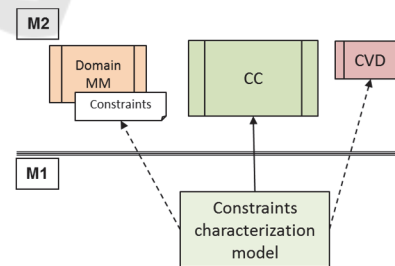 M2
Domain
MM
Constraints
CC
CVD
M1
Constraints
characterization
model